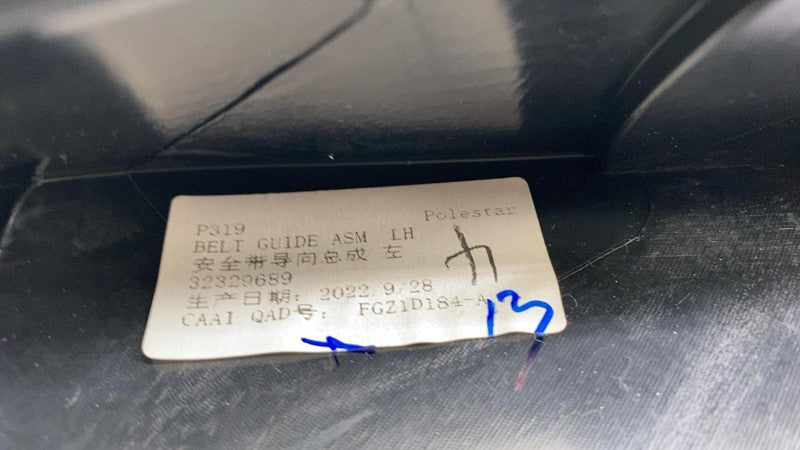 P319 Polestar
BELT GUIDE ASM LH
安全带导向总成 左
32329689
生产日期: 2022/9/28
CAAI QAD号: FGZ1D184-A
13